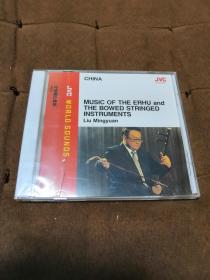 CHINA
JVC
MUSIC OF THE ERHU and
THE BOWED STRINGED
INSTRUMENTS
Liu Mingyuan
JVC WORLD SOUNDS